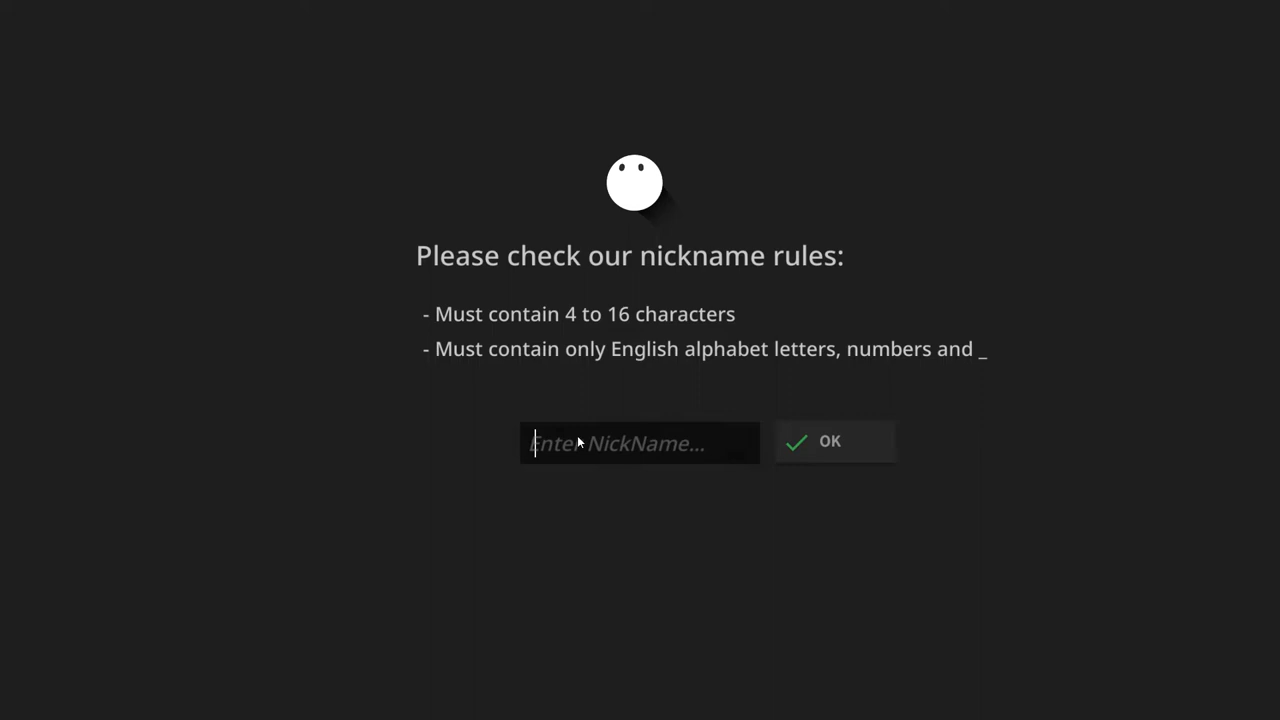 Please check our nickname rules:
- Must contain 4 to 16 characters
- Must contain only English alphabet letters, numbers and _
Enter NickName...
OK